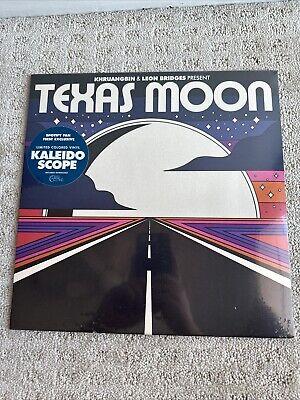 KHRUANGBIN & LEON BRIDGES PRESENT
TEXAS MOON
SPOTIFY FAN
FIRST EXCLUSIVE
LIMITED COLORED VINYL
KALEIDO
SCOPE